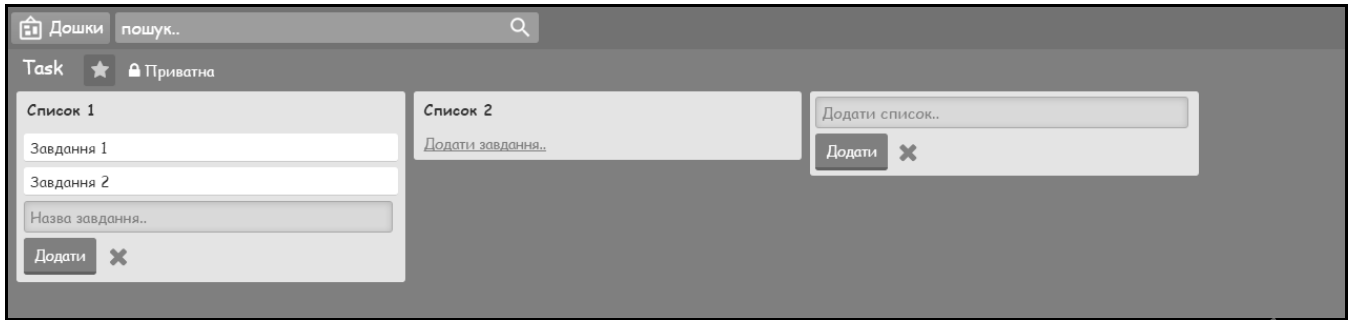 Дошки пошук..
Task Приватна
Список 1
Завдання 1
Завдання 2
Назва завдання..
Додати
Список 2
Додати завдання..
Додати список..
Додати